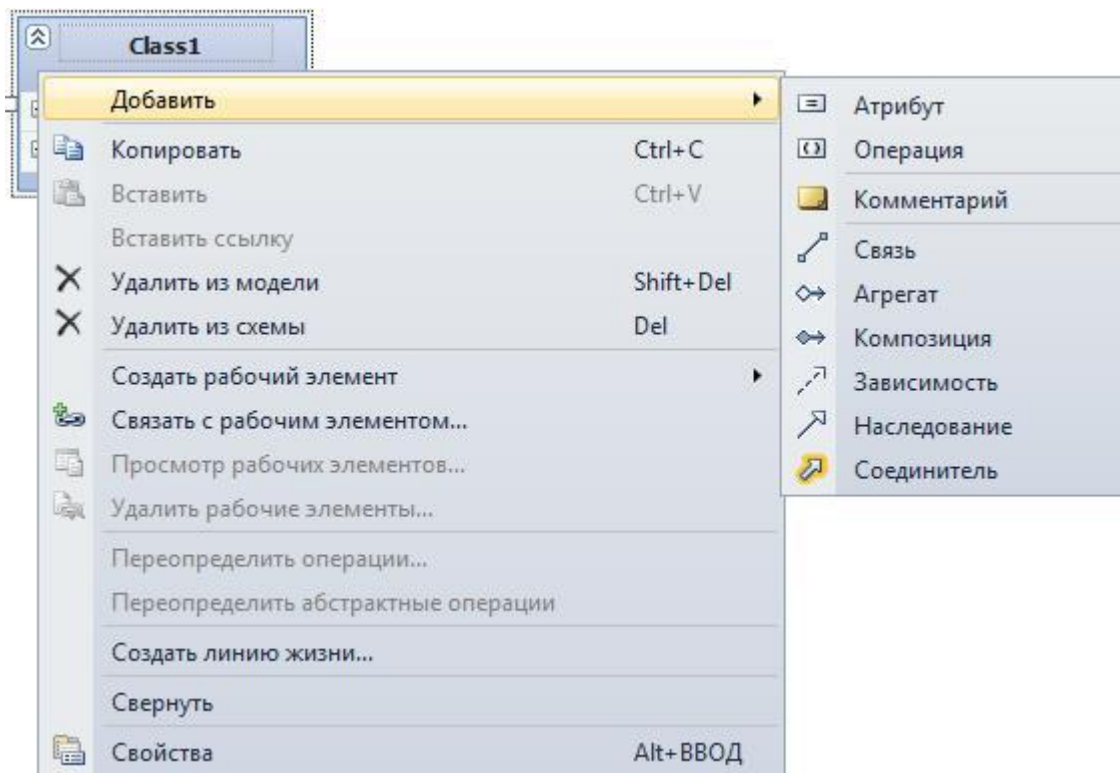 Class1
Добавить
Копировать Ctrl+C
Вставить Ctrl+V
Вставить ссылку
Удалить из модели Shift+Del
Удалить из схемы Del
Создать рабочий элемент
Связать с рабочим элементом...
Просмотр рабочих элементов...
Удалить рабочие элементы...
Переопределить операции...
Переопределить абстрактные операции
Создать линию жизни...
Свернуть
Свойства Alt+ВВОД
Атрибут
Операция
Комментарий
Связь
Агрегат
Композиция
Зависимость
Наследование
Соединитель